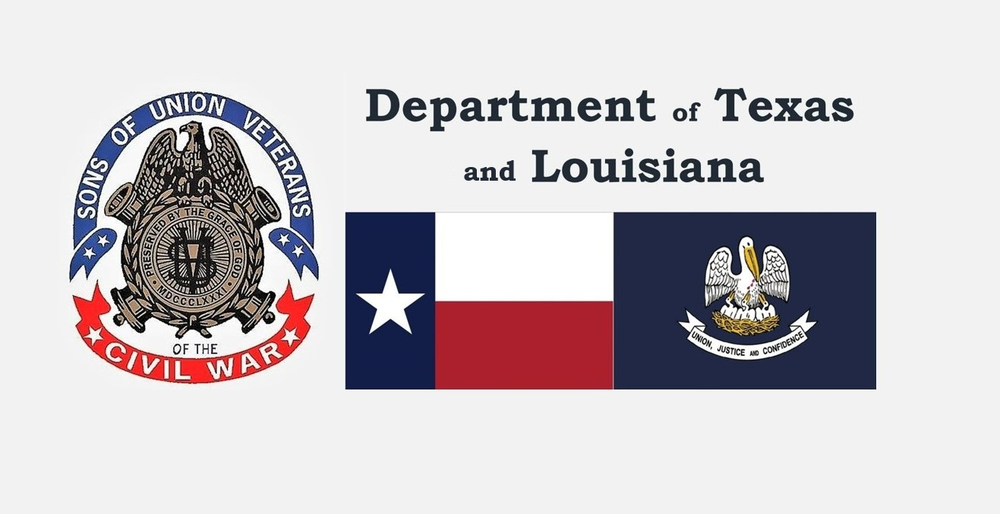 SONS OF UNION VETERANS
PRESERVED BY THE GRACE OF GOD
MDCCCLXXXI
OF THE
CIVIL WAR
Department of Texas
and Louisiana
UNION, JUSTICE AND CONFIDENCE